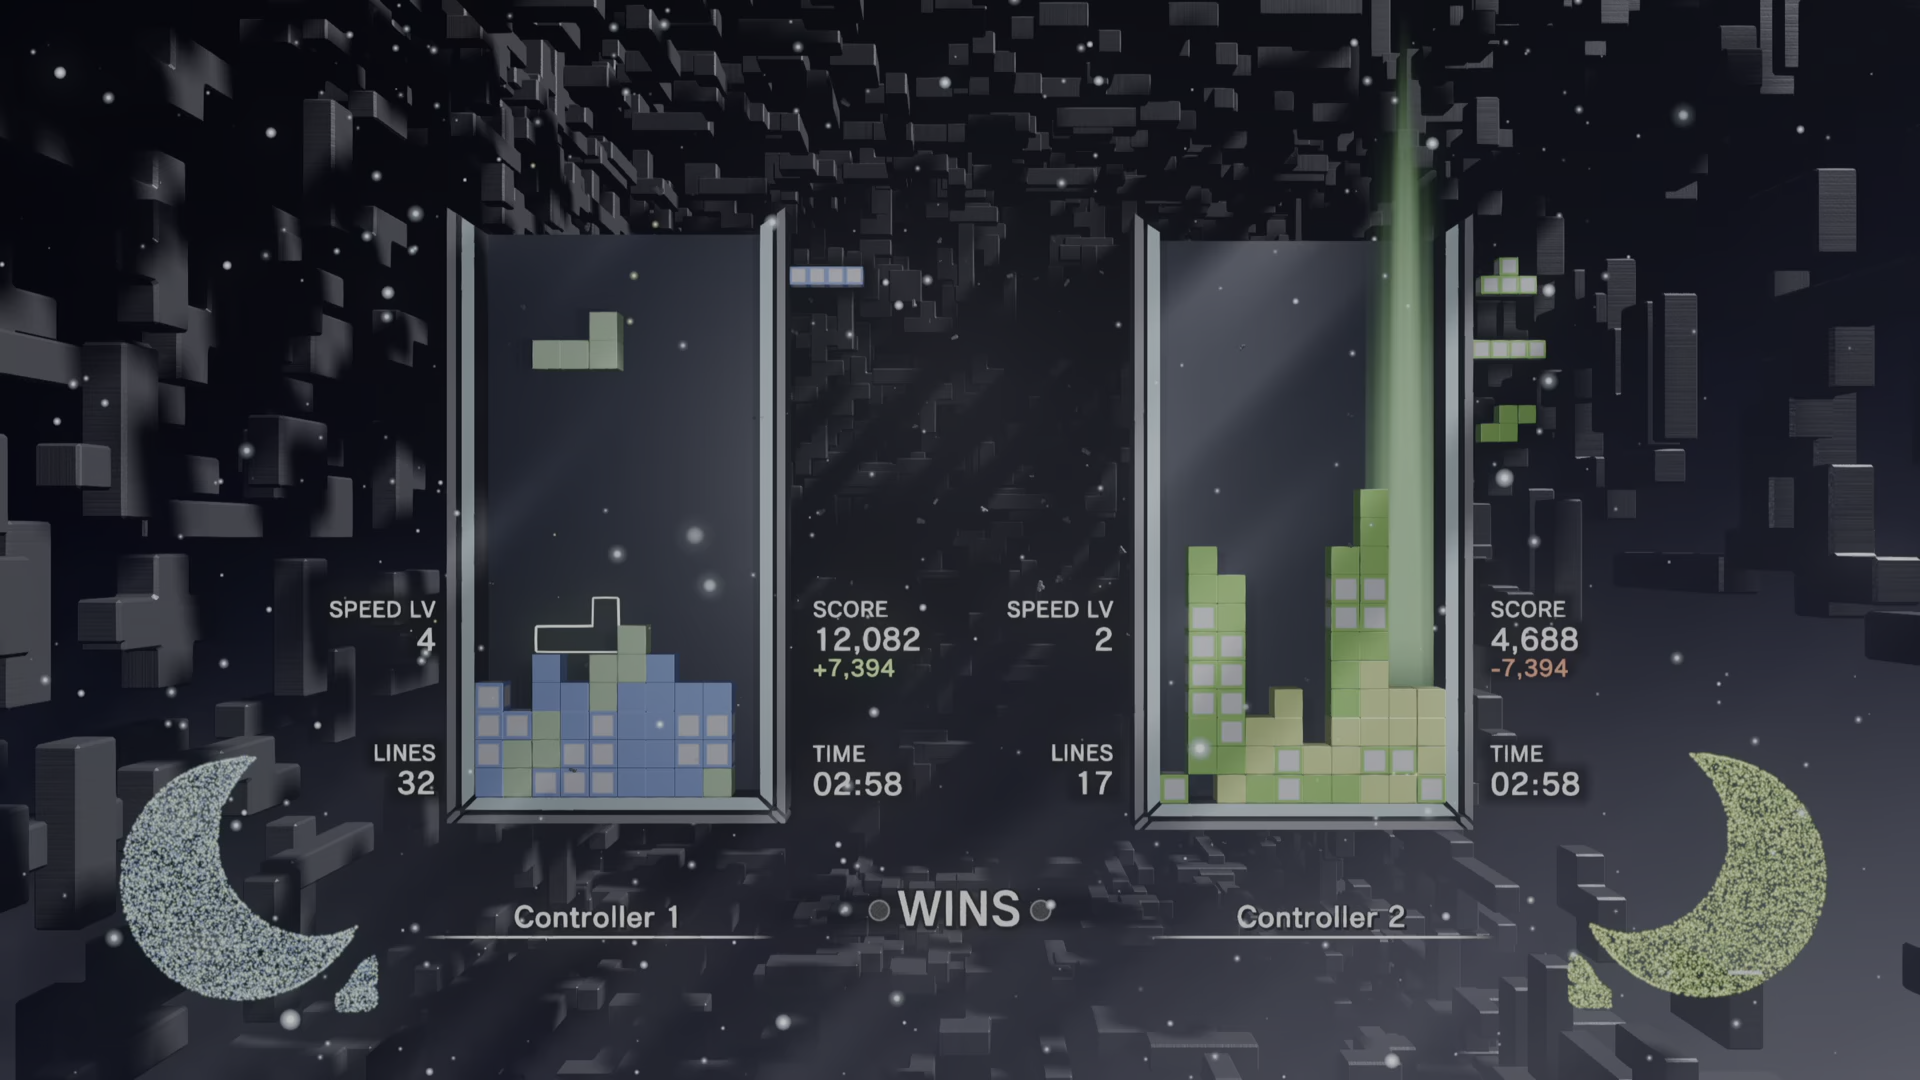 SPEED LV
4
LINES
32
SCORE
12,082
+7,394
TIME
02:58
SPEED LV
2
LINES
17
SCORE
4,688
-7,394
TIME
02:58
Controller 1
WINS
Controller 2